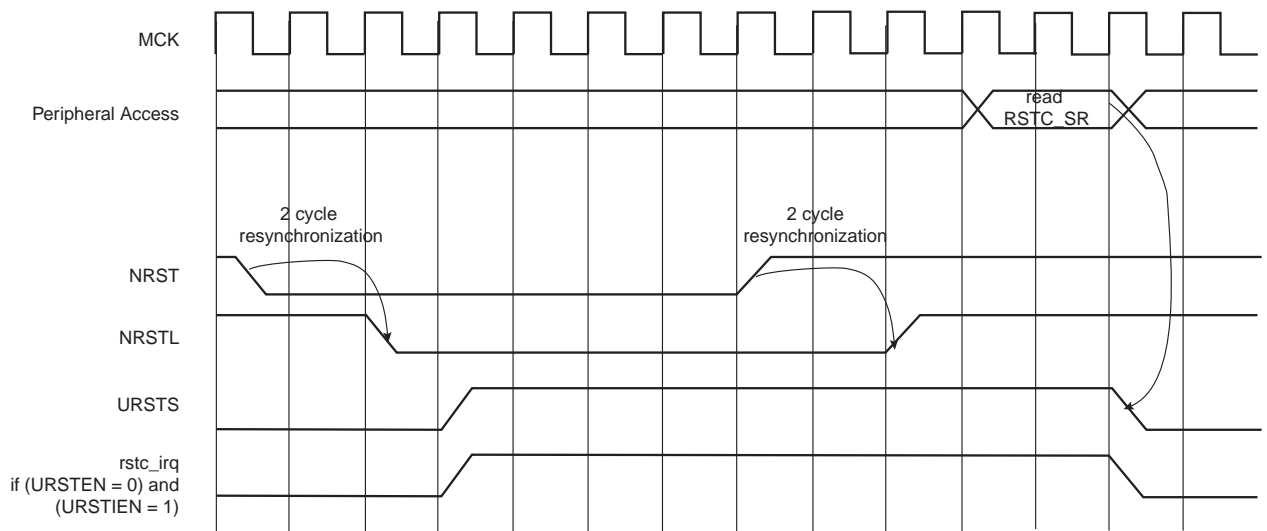 MCK
Peripheral Access
read
RSTC_SR
2 cycle
resynchronization
2 cycle
resynchronization
NRST
NRSTL
URSTS
rstc_irq
if (URSTEN = 0) and
(URSTIEN = 1)